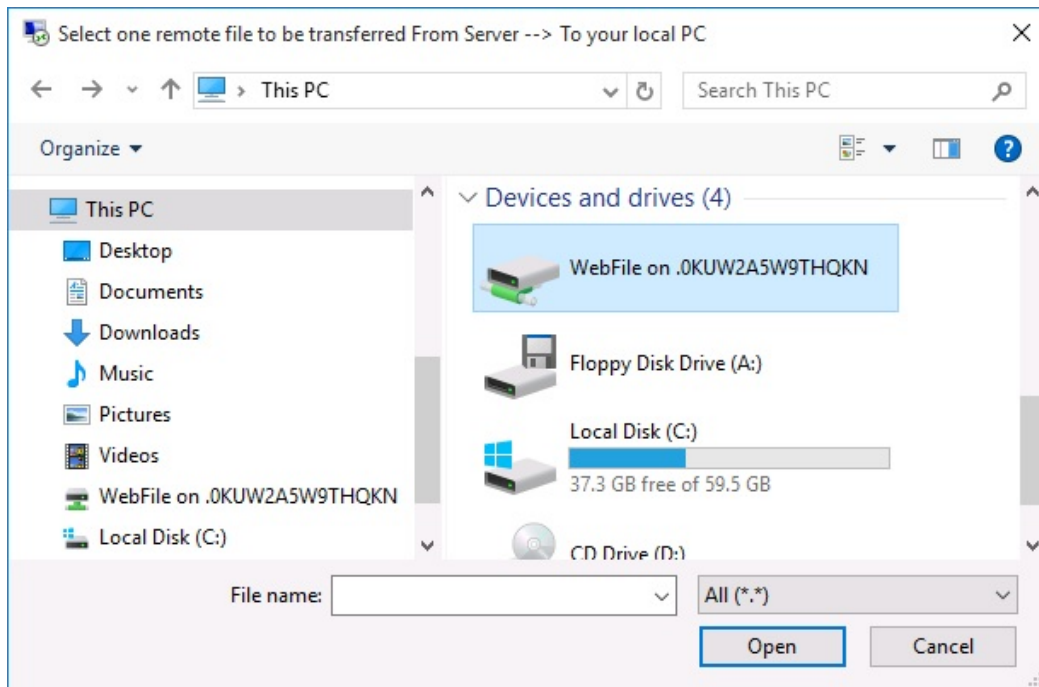 Select one remote file to be transferred From Server --> To your local PC
This PC
Search This PC
Organize
?
This PC
Desktop
Documents
Downloads
Music
Pictures
Videos
WebFile on .0KUW2A5W9THQKN
Local Disk (C:)
Devices and drives (4)
WebFile on .0KUW2A5W9THQKN
Floppy Disk Drive (A:)
Local Disk (C:)
37.3 GB free of 59.5 GB
CD Drive (D:)
File name:
All (*.*)
Open
Cancel